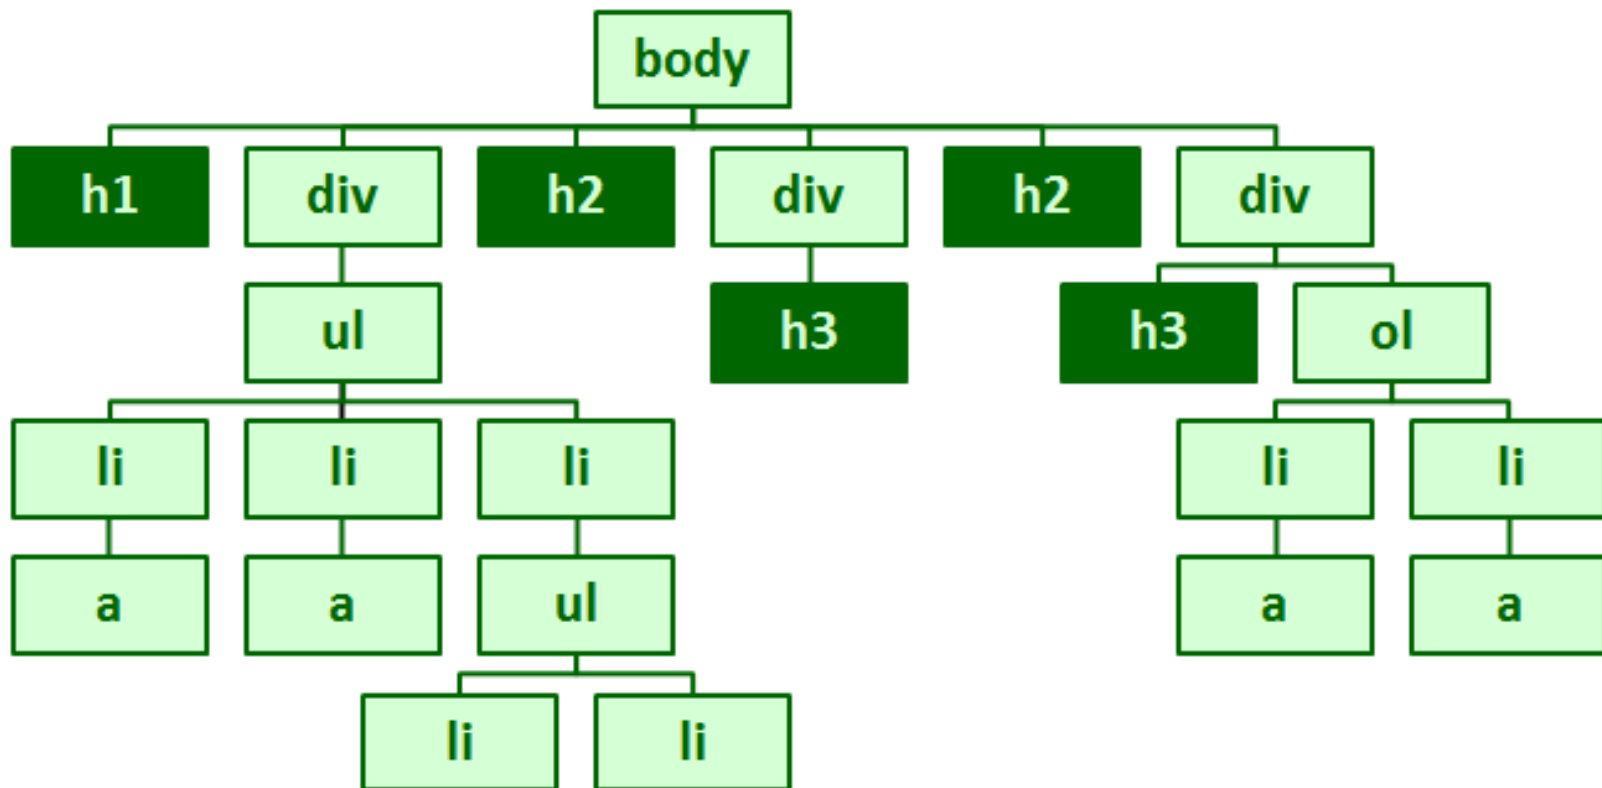 body
h1 div h2 div h2 div
ul h3 h3 ol
li li li li li
a a ul a a
li li